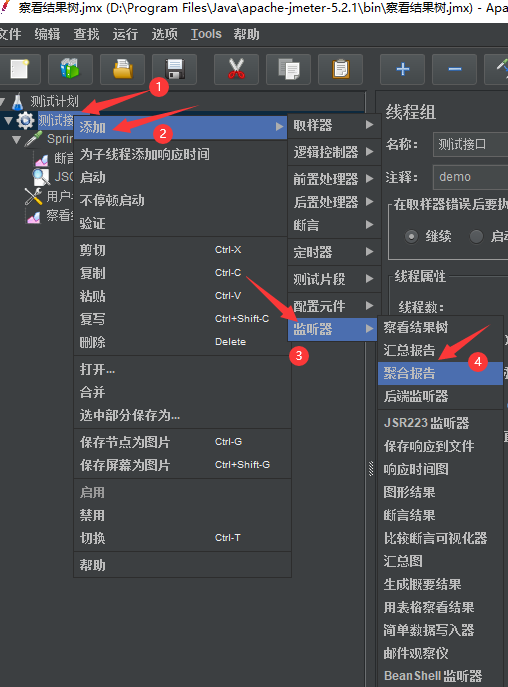 察看结果树.jmx (D:\Program Files\Java\apache-jmeter-5.2.1\bin\察看结果树.jmx) - Apa
文件 编辑 查找 运行 选项 Tools 帮助
测试计划
测试接
Sprin
断言
JSO
用户
察看结
1
2
添加
为子线程添加响应时间
启动
不停顿启动
验证
剪切 Ctrl-X
复制 Ctrl-C
粘贴 Ctrl-V
复写 Ctrl+Shift-C
删除 Delete
打开...
合并
选中部分保存为...
保存节点为图片 Ctrl-G
保存屏幕为图片 Ctrl+Shift-G
启用
禁用
切换 Ctrl-T
帮助
取样器
逻辑控制器
前置处理器
后置处理器
断言
定时器
测试片段
配置元件
监听器
3
察看结果树
汇总报告
4
聚合报告
后端监听器
JSR223 监听器
保存响应到文件
响应时间图
图形结果
断言结果
比较断言可视化器
汇总图
生成概要结果
用表格察看结果
简单数据写入器
邮件观察仪
BeanShell 监听器
线程组
名称： 测试接口
注释： demo
在取样器错误后要执
继续 启动
线程属性
线程数：